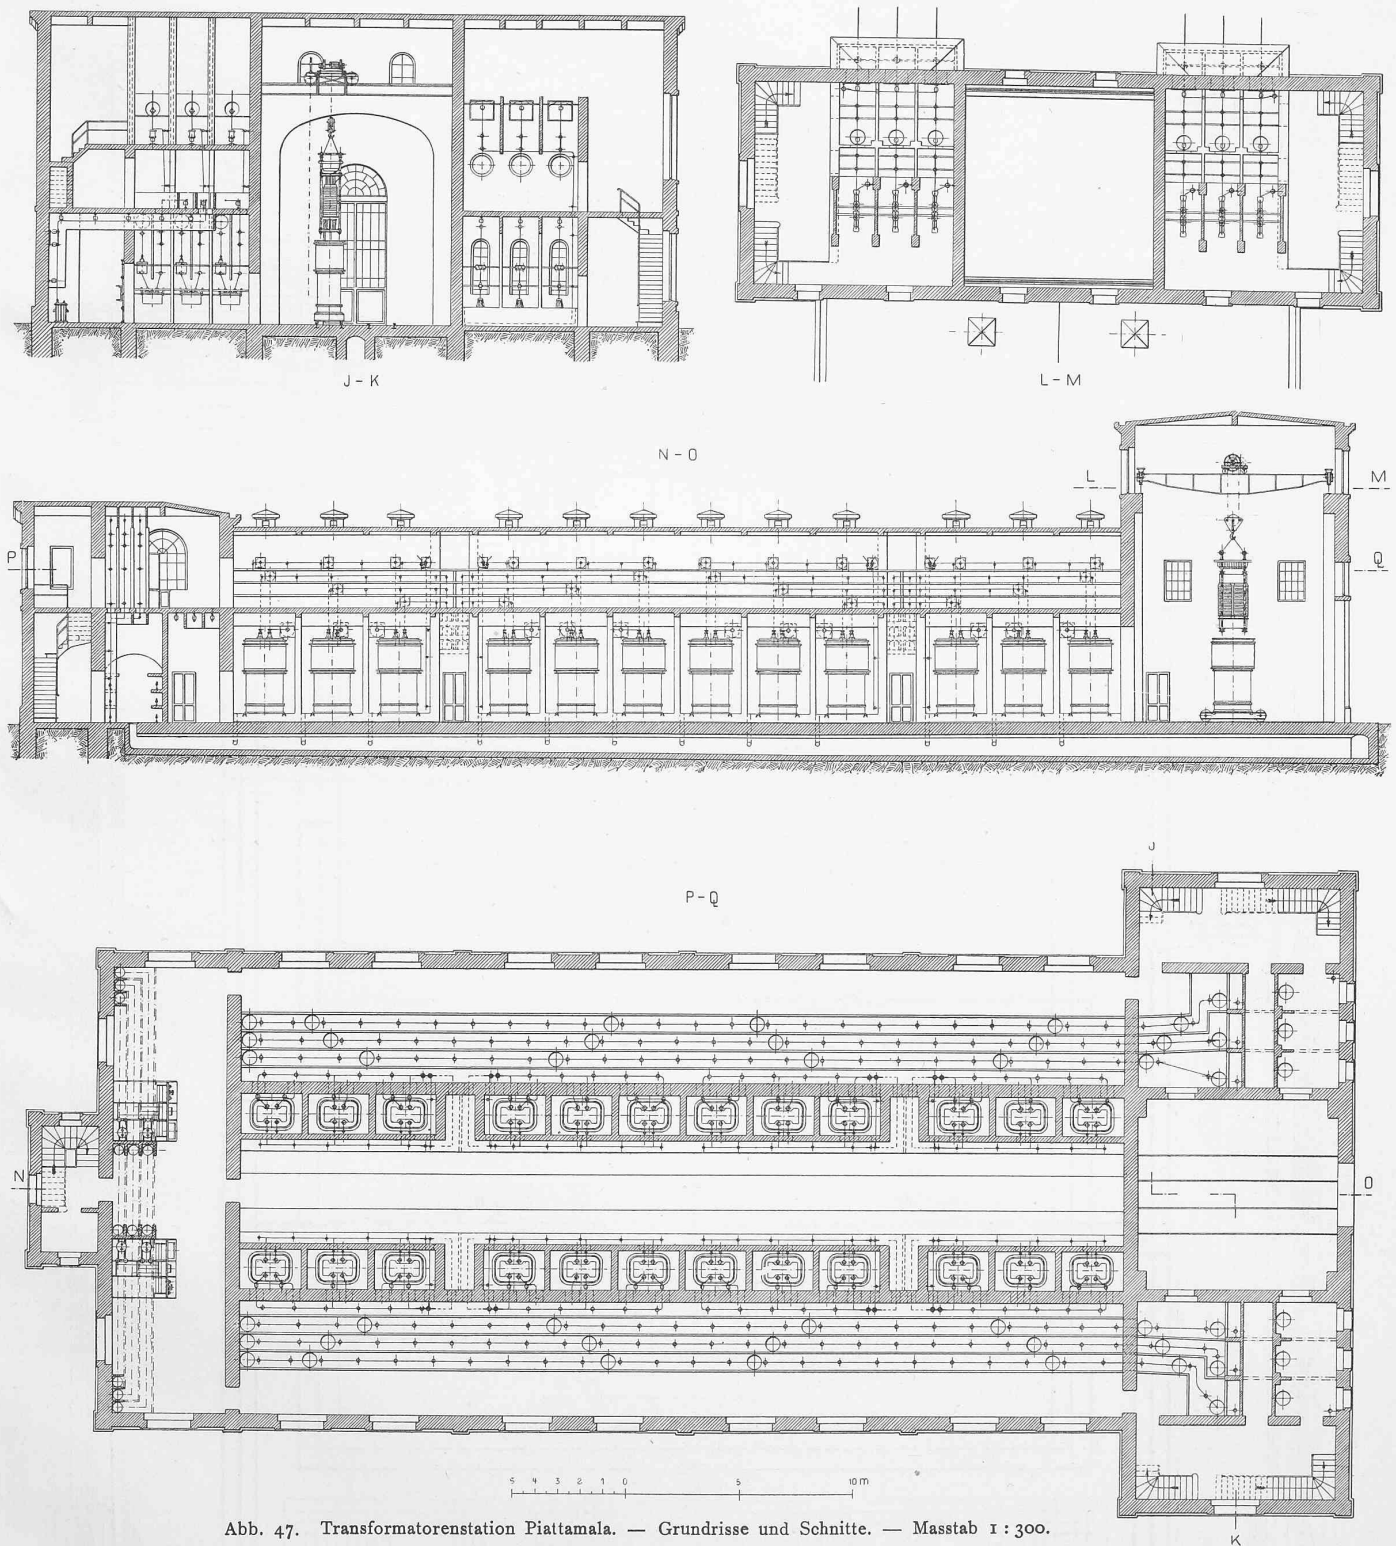 J - K
L - M
N - O
L
M
P
Q
P - Q
J
N
O
5 4 3 2 1 0 5 10 m
Abb. 47. Transformatorenstation Piattamala. — Grundrisse und Schnitte. — Masstab 1 : 300.
K